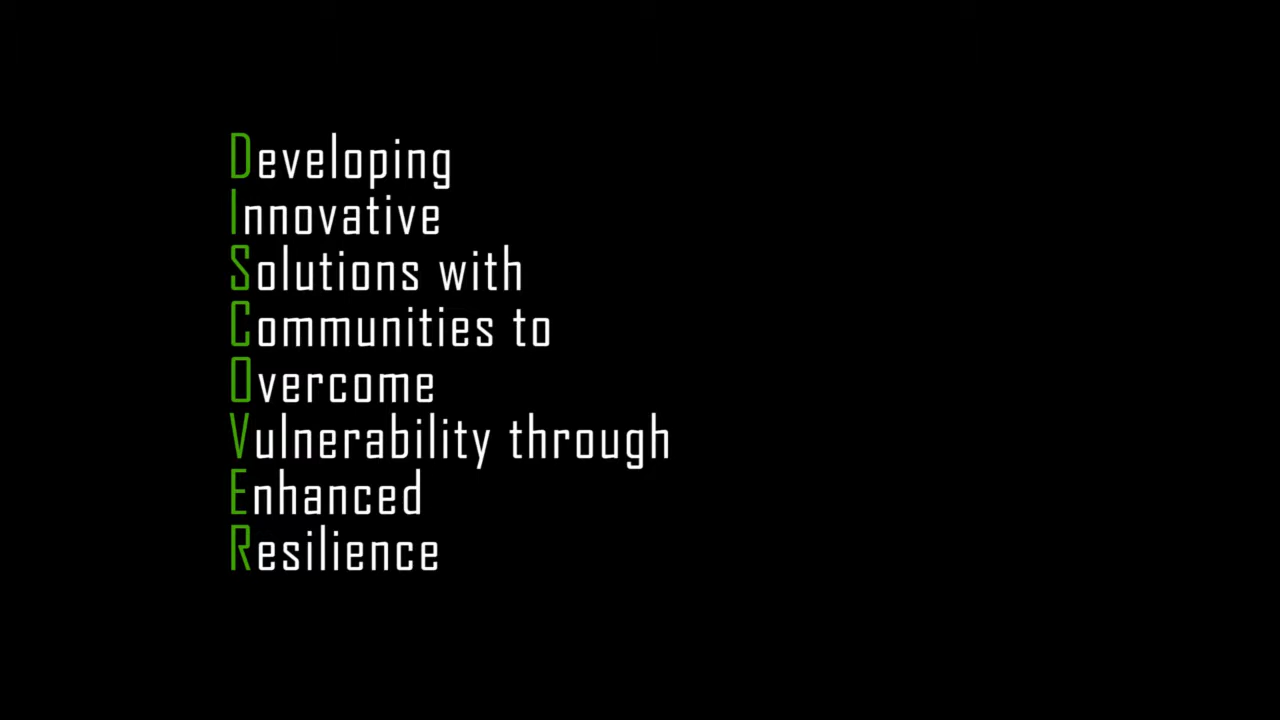 Developing
Innovative
Solutions with
Communities to
Overcome
Vulnerability through
Enhanced
Resilience